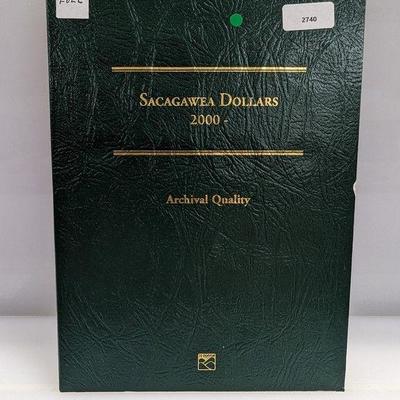 2740
SACAGAWEA DOLLARS
2000 -
Archival Quality